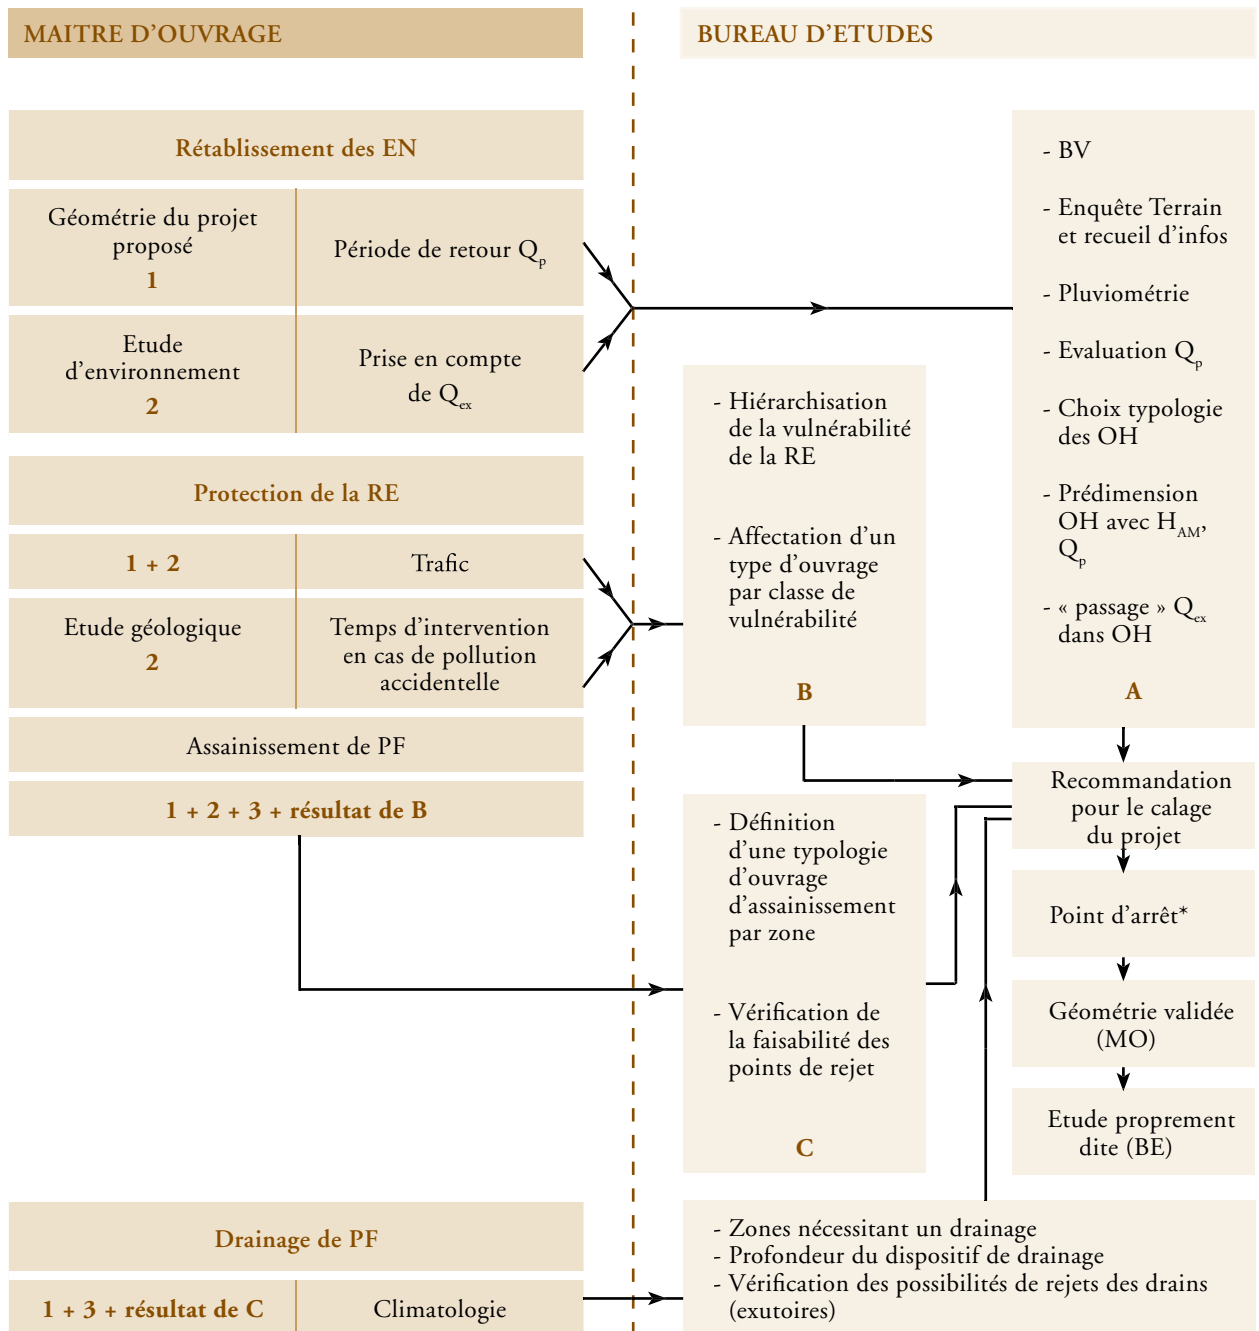 MAITRE D'OUVRAGE
BUREAU D'ETUDES
Rétablissement des EN
Géométrie du projet
proposé
1
Période de retour Qp
Etude
d'environnement
2
Prise en compte
de Qex
Protection de la RE
1 + 2
Trafic
Etude géologique
2
Temps d'intervention
en cas de pollution
accidentelle
Assainissement de PF
1 + 2 + 3 + résultat de B
Drainage de PF
1 + 3 + résultat de C
Climatologie
- Hiérarchisation
de la vulnérabilité
de la RE
- Affectation d'un
type d'ouvrage
par classe de
vulnérabilité
B
- Définition
d'une typologie
d'ouvrage
d'assainissement
par zone
- Vérification de
la faisabilité des
points de rejet
C
- Zones nécessitant un drainage
- Profondeur du dispositif de drainage
- Vérification des possibilités de rejets des drains
(exutoires)
- BV
- Enquête Terrain
et recueil d'infos
- Pluviométrie
- Evaluation Qp
- Choix typologie
des OH
- Prédimension
OH avec HAM,
Qp
- « passage » Qex
dans OH
A
Recommandation
pour le calage
du projet
Point d'arrêt*
Géométrie validée
(MO)
Etude proprement
dite (BE)